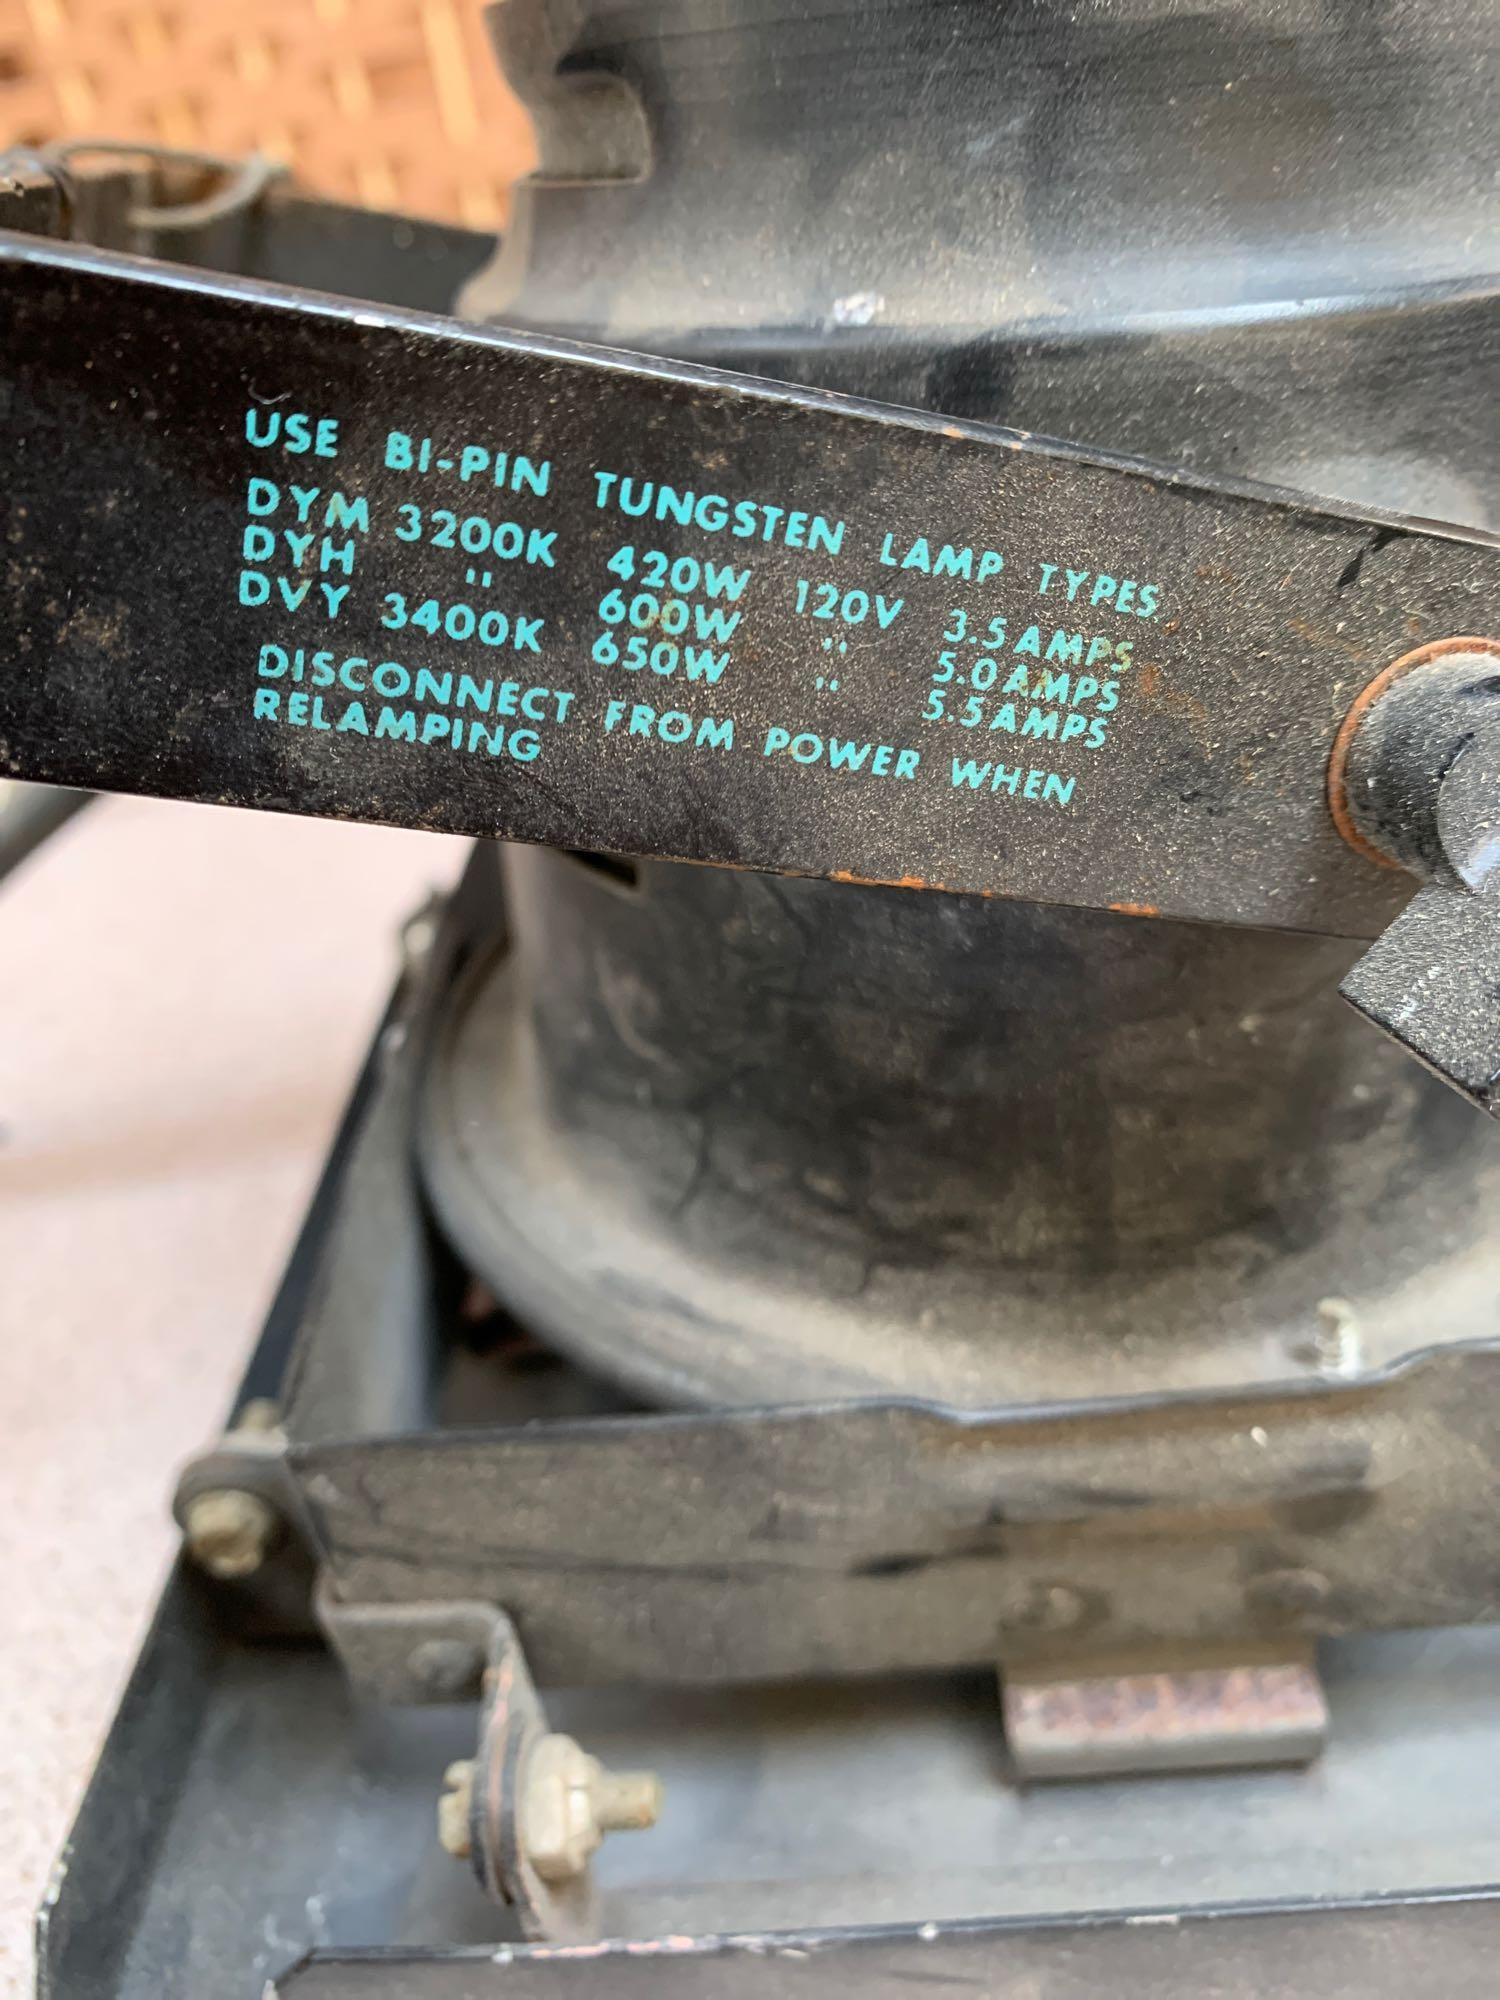 USE BI-PIN TUNGSTEN LAMP TYPES
DYM 3200K 420W 120V 3.5AMPS
DYH " 600W " 5.0AMPS
DVY 3400K 650W " 5.5AMPS
DISCONNECT FROM POWER WHEN
RELAMPING